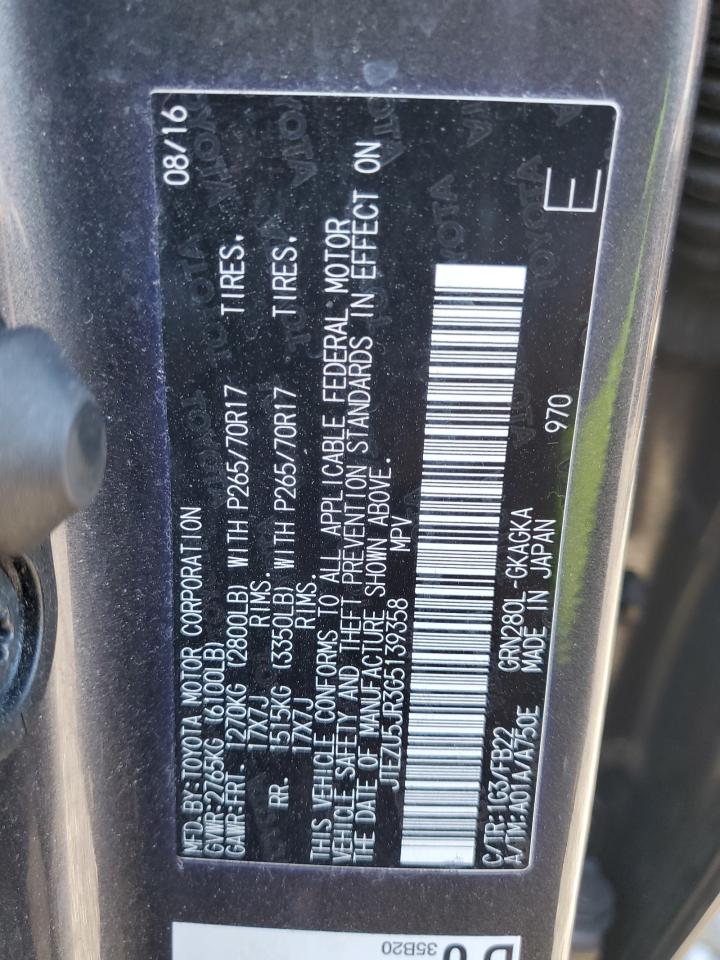 MFD.BY:TOYOTA MOTOR CORPORATION 08/16
GVWR:2765KG (6100LB)
GAWR:FRT. 1270KG (2800LB) WITH P265/70R17 TIRES.
17X7J RIMS.
RR. 1515KG (3350LB) WITH P265/70R17 TIRES.
17X7J RIMS.
THIS VEHICLE CONFORMS TO ALL APPLICABLE FEDERAL MOTOR
VEHICLE SAFETY AND THEFT PREVENTION STANDARDS IN EFFECT ON
THE DATE OF MANUFACTURE SHOWN ABOVE.
JTEZU5JR3G5139358 MPV
C/TR:1G3/FB22 GRN280L-GKAGKA 970 E
A/TM:A01A/A750E MADE IN JAPAN
35B20